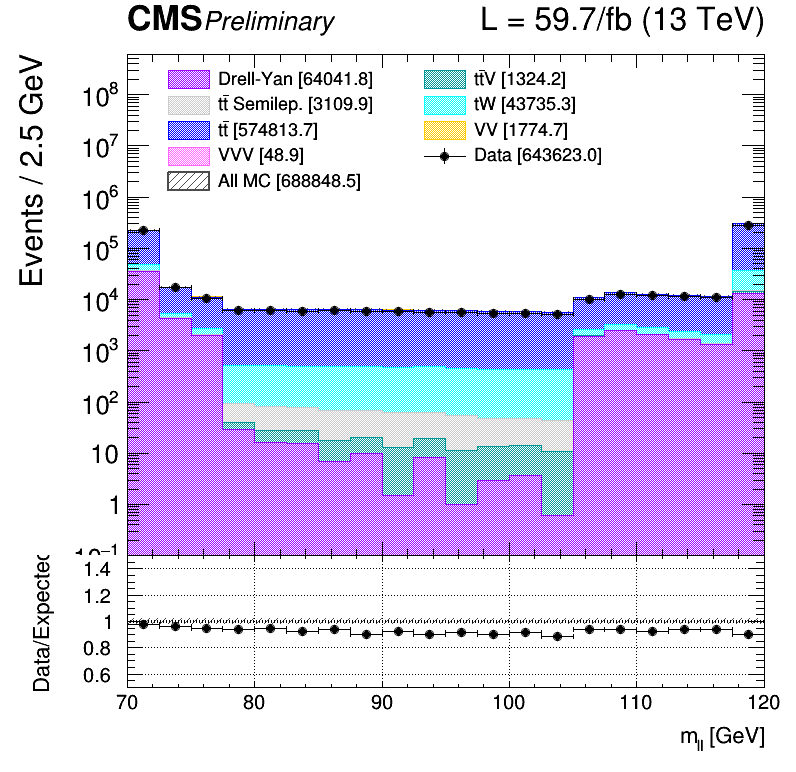 CMS Preliminary L = 59.7/fb (13 TeV)
Events / 2.5 GeV
Drell-Yan [64041.8]
tt̄ Semilep. [3109.9]
tt̄ [574813.7]
VVV [48.9]
All MC [688848.5]
tt̄V [1324.2]
tW [43735.3]
VV [1774.7]
Data [643623.0]
10⁸
10⁷
10⁶
10⁵
10⁴
10³
10²
10
1
10⁻¹
Data/Expected
1.4
1.2
1
0.8
0.6
70 80 90 100 110 120
m_ll [GeV]